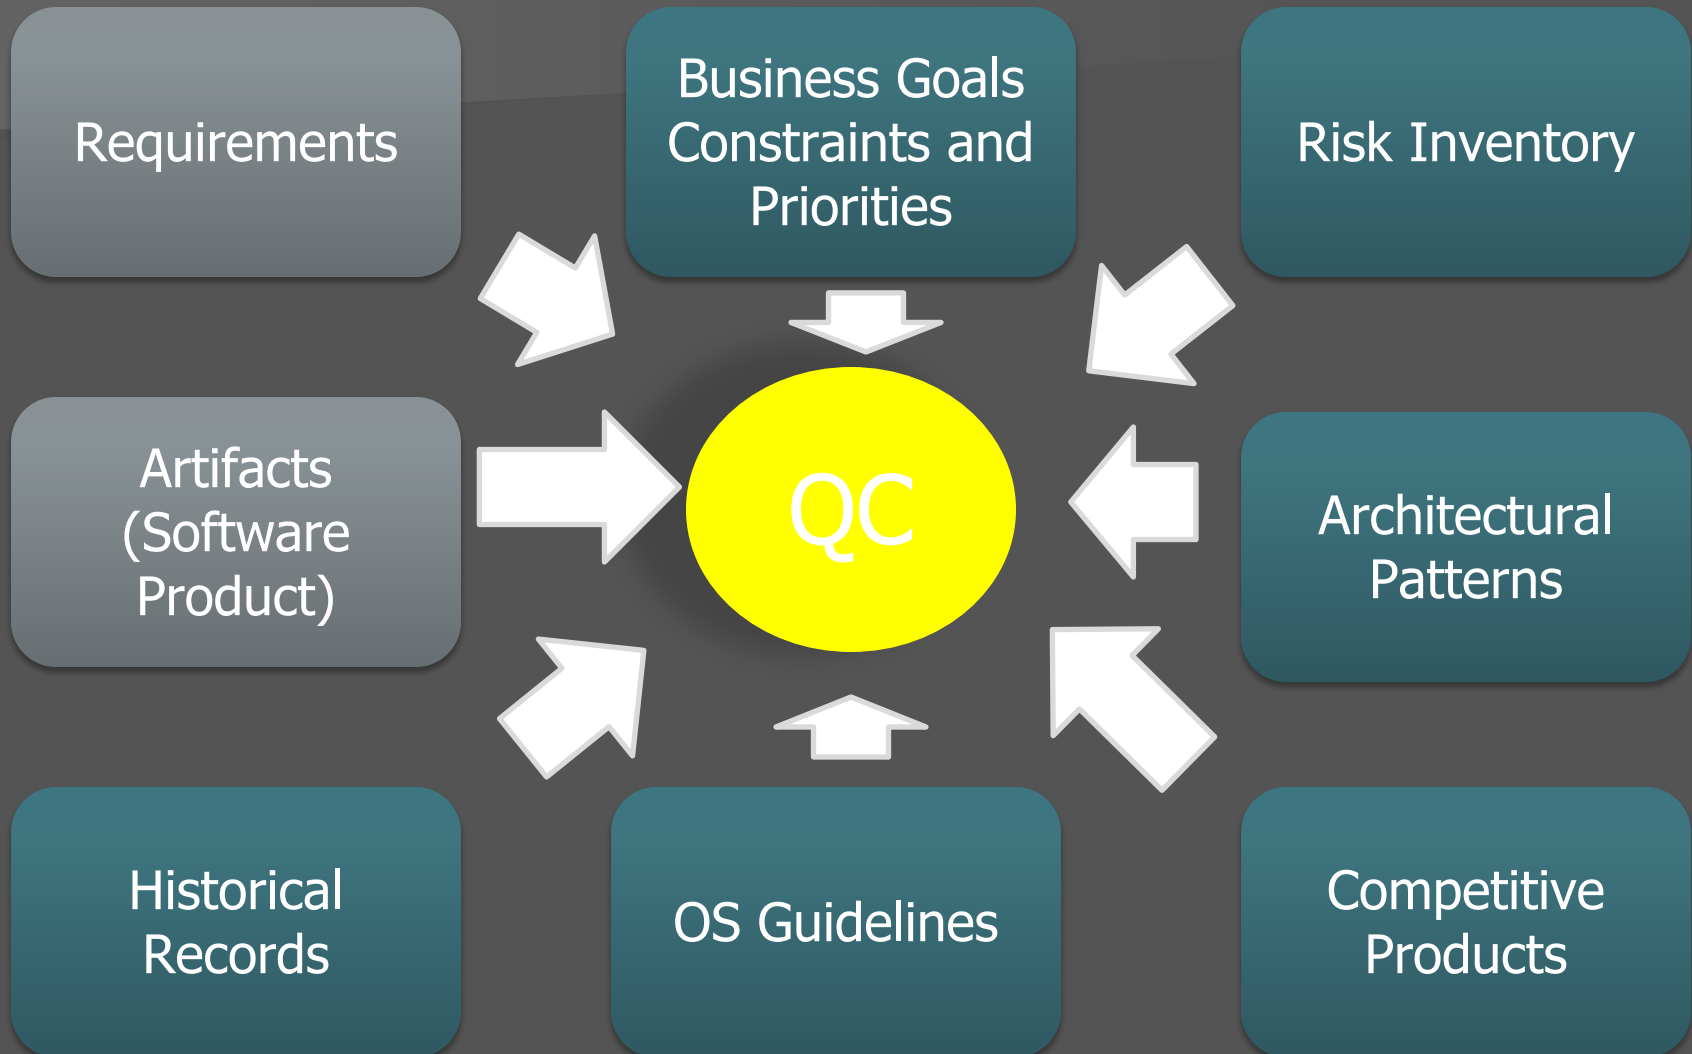 Requirements
Business Goals
Constraints and
Priorities
Risk Inventory
Artifacts
(Software
Product)
QC
Architectural
Patterns
Historical
Records
OS Guidelines
Competitive
Products